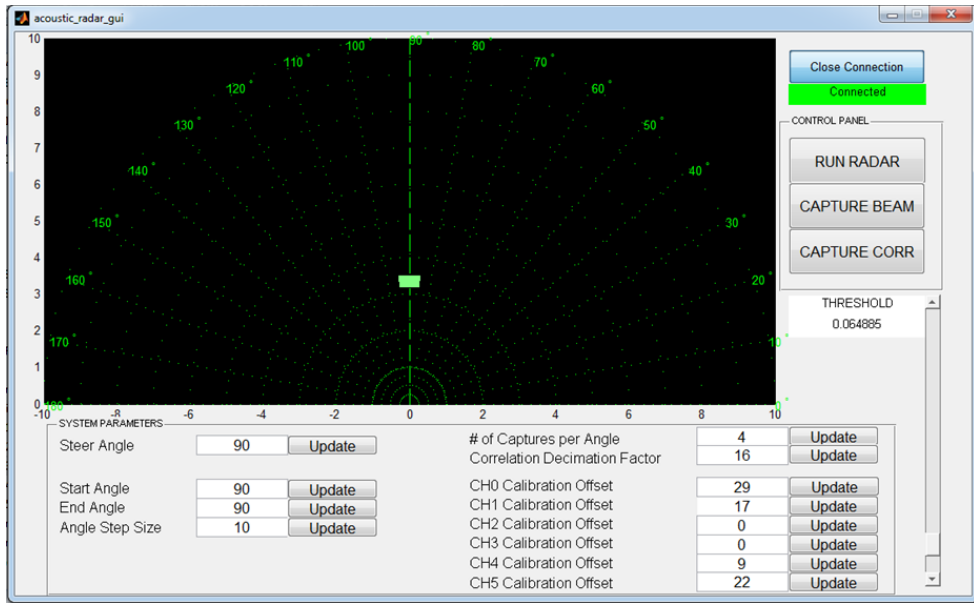 acoustic_radar_gui
10
9
8
7
6
5
4
3
2
1
0
-10 -8 -6 -4 -2 0 2 4 6 8 10
180°
170°
160°
150°
140°
130°
120°
110°
100°
90°
80°
70°
60°
50°
40°
30°
20°
10°
0°
Close Connection
Connected
CONTROL PANEL
RUN RADAR
CAPTURE BEAM
CAPTURE CORR
THRESHOLD
0.064885
SYSTEM PARAMETERS
Steer Angle 90 Update
Start Angle 90 Update
End Angle 90 Update
Angle Step Size 10 Update
# of Captures per Angle 4 Update
Correlation Decimation Factor 16 Update
CH0 Calibration Offset 29 Update
CH1 Calibration Offset 17 Update
CH2 Calibration Offset 0 Update
CH3 Calibration Offset 0 Update
CH4 Calibration Offset 9 Update
CH5 Calibration Offset 22 Update